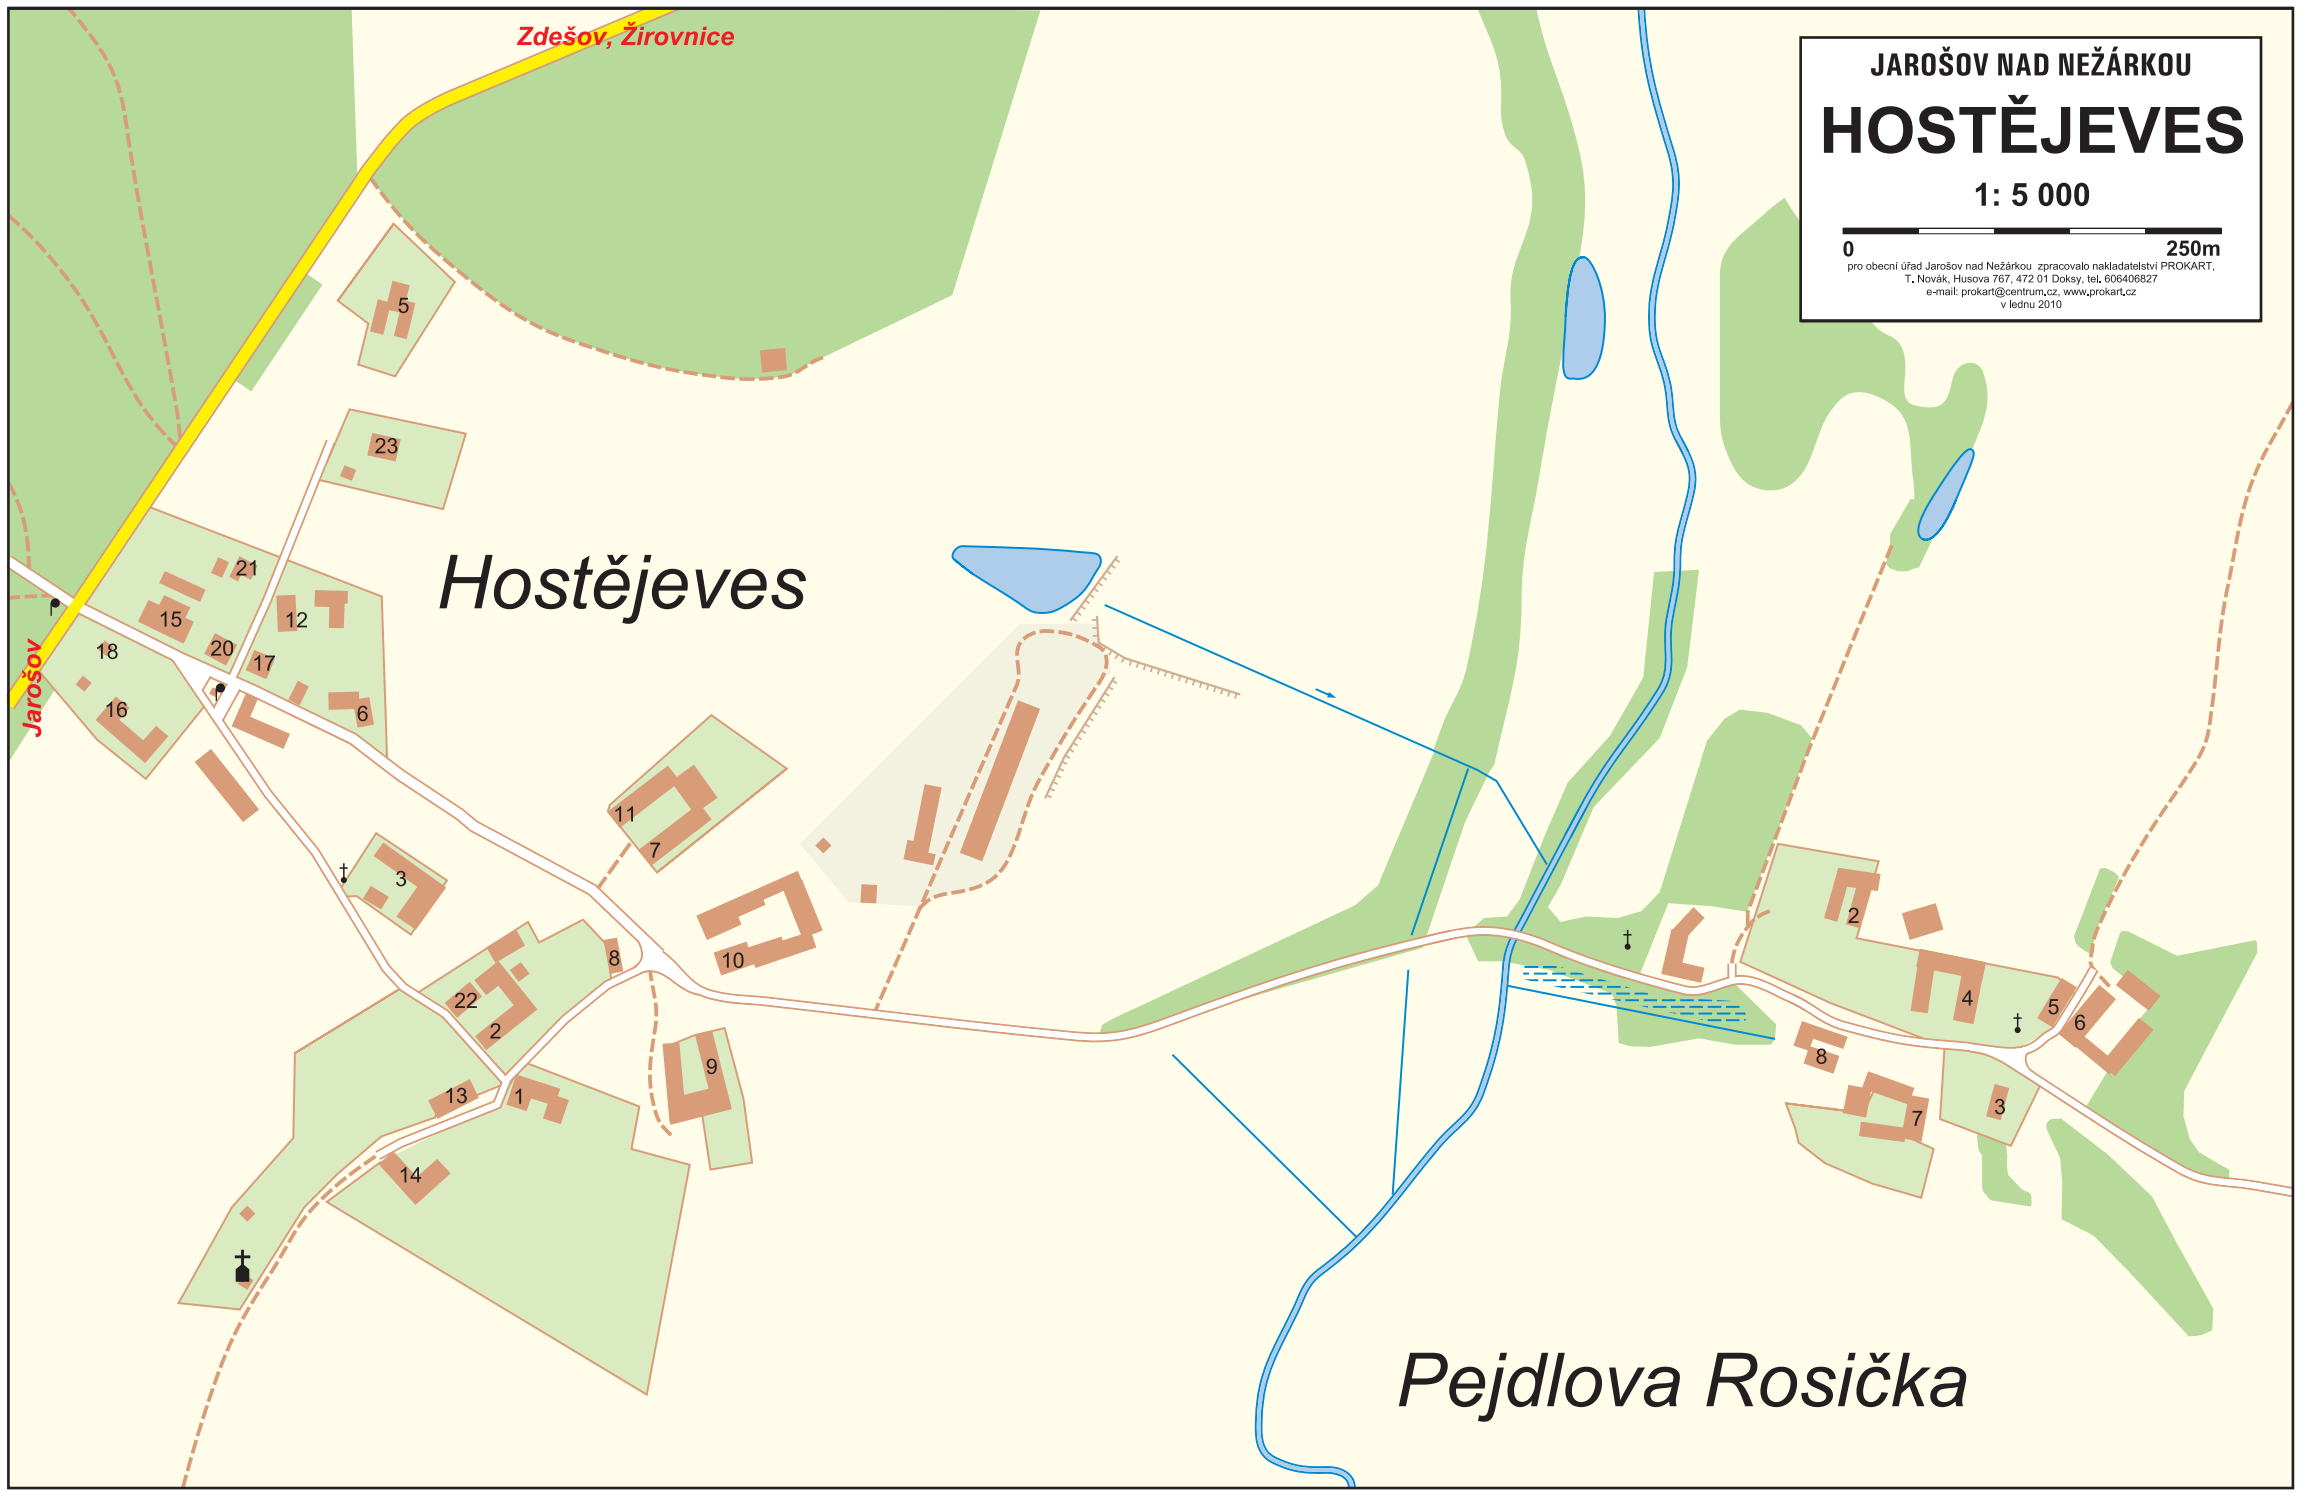 Zdešov, Žirovnice
JAROŠOV NAD NEŽÁRKOU
HOSTĚJEVES
1: 5 000
0 250m
pro obecní úřad Jarošov nad Nežárkou zpracovalo nakladatelství PROKART,
T. Novák, Husova 767, 472 01 Doksy, tel. 606406827
e-mail: prokart@centrum.cz, www.prokart.cz
v lednu 2010
5
23
21
15
12
20
17
18
16
6
Jarošov
Hostějeves
11
7
3
8
10
22
2
9
13
1
14
2
4
5
6
8
7
3
Pejdlova Rosička